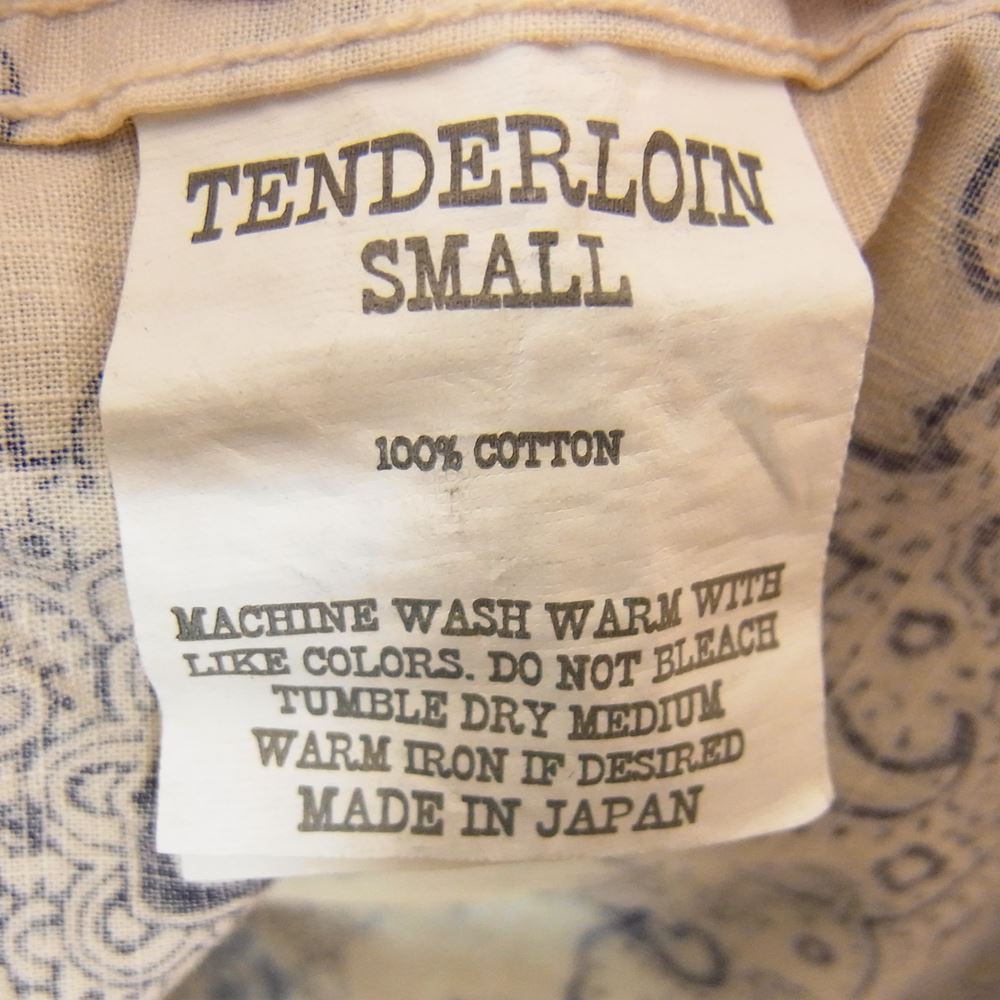 TENDERLOIN
SMALL
100% COTTON
MACHINE WASH WARM WITH
LIKE COLORS. DO NOT BLEACH
TUMBLE DRY MEDIUM
WARM IRON IF DESIRED
MADE IN JAPAN